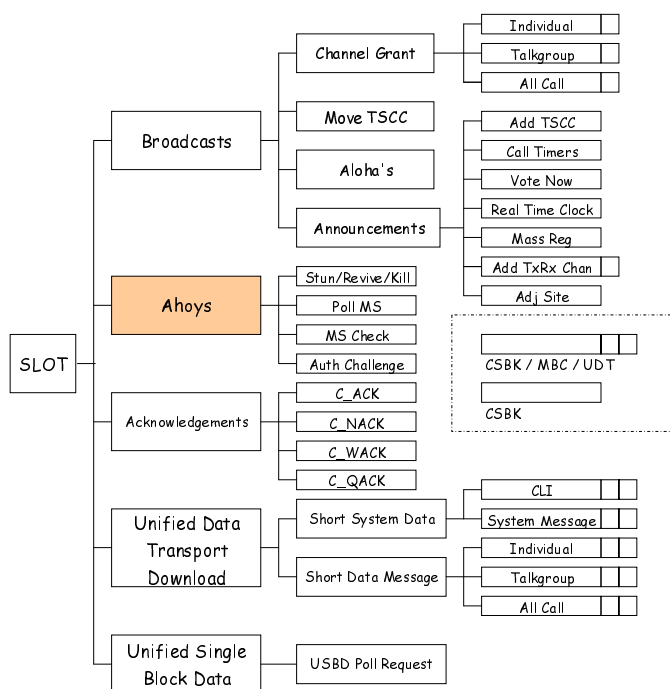 SLOT
Broadcasts
Channel Grant
Individual
Talkgroup
All Call
Move TSCC
Aloha's
Announcements
Add TSCC
Call Timers
Vote Now
Real Time Clock
Mass Reg
Add TxRx Chan
Adj Site
Ahoys
Stun/Revive/Kill
Poll MS
MS Check
Auth Challenge
CSBK / MBC / UDT
CSBK
Acknowledgements
C_ACK
C_NACK
C_WACK
C_QACK
Unified Data
Transport
Download
Short System Data
CLI
System Message
Short Data Message
Individual
Talkgroup
All Call
Unified Single
Block Data
USBD Poll Request